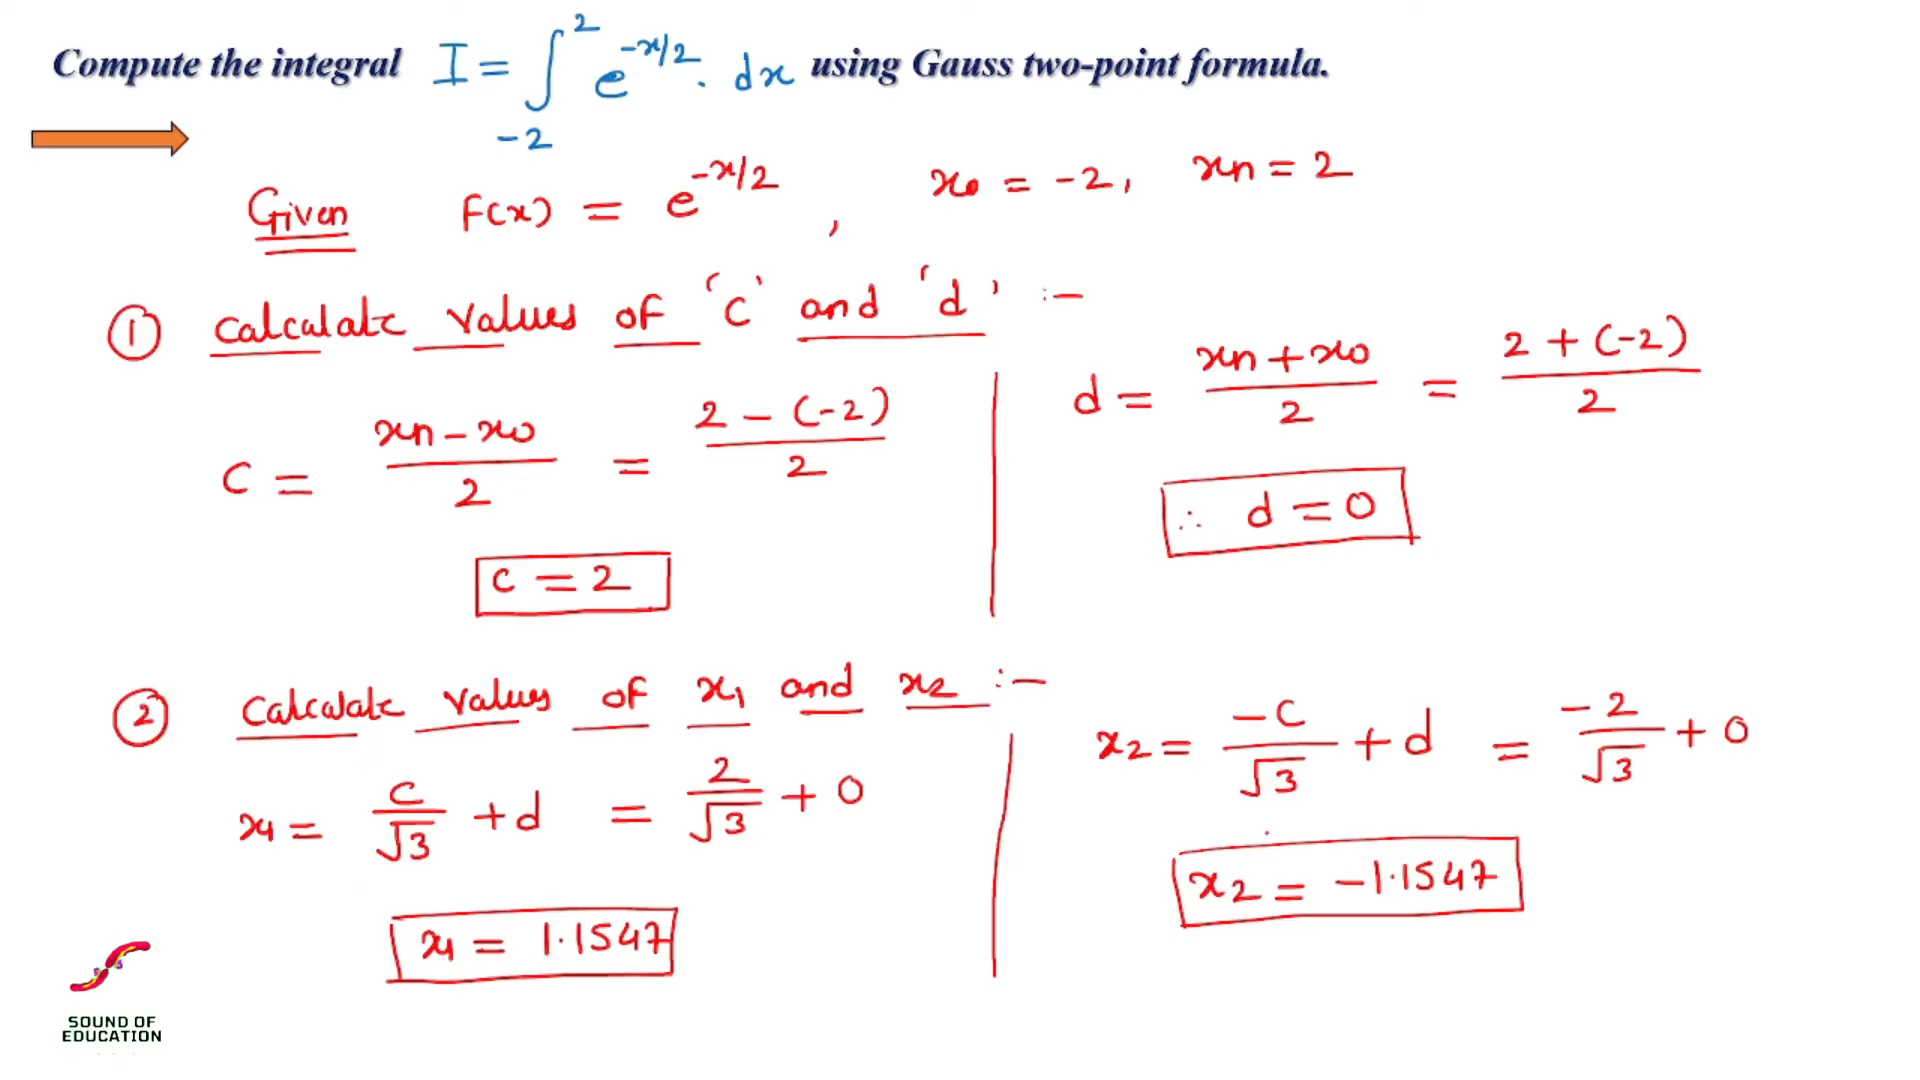 Compute the integral I = ∫_{-2}^{2} e^{-x/2} . dx using Gauss two-point formula.
Given F(x) = e^{-x/2} , x0 = -2, xn = 2
① Calculate values of 'C' and 'd' :-
C = (xn - x0)/2 = (2 - (-2))/2
C = 2
d = (xn + x0)/2 = (2 + (-2))/2
∴ d = 0
② Calculate values of x1 and x2 :-
x1 = C/√3 + d = 2/√3 + 0
x1 = 1.1547
x2 = -C/√3 + d = -2/√3 + 0
x2 = -1.1547
SOUND OF
EDUCATION